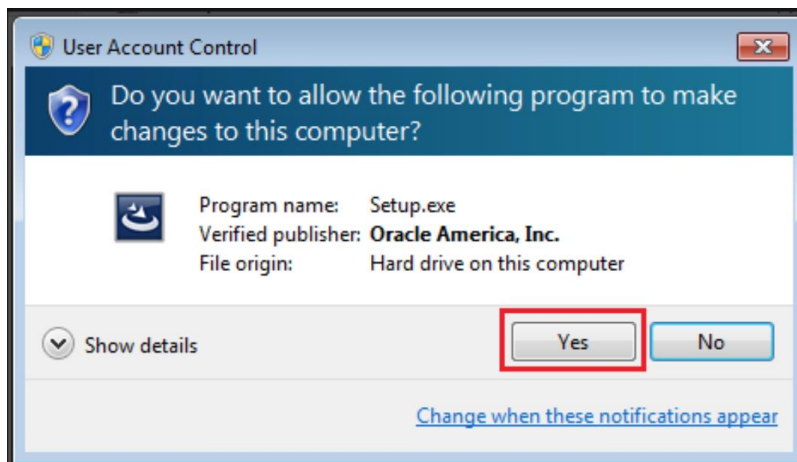 User Account Control
Do you want to allow the following program to make
changes to this computer?
Program name: Setup.exe
Verified publisher: Oracle America, Inc.
File origin: Hard drive on this computer
Show details
Yes
No
Change when these notifications appear